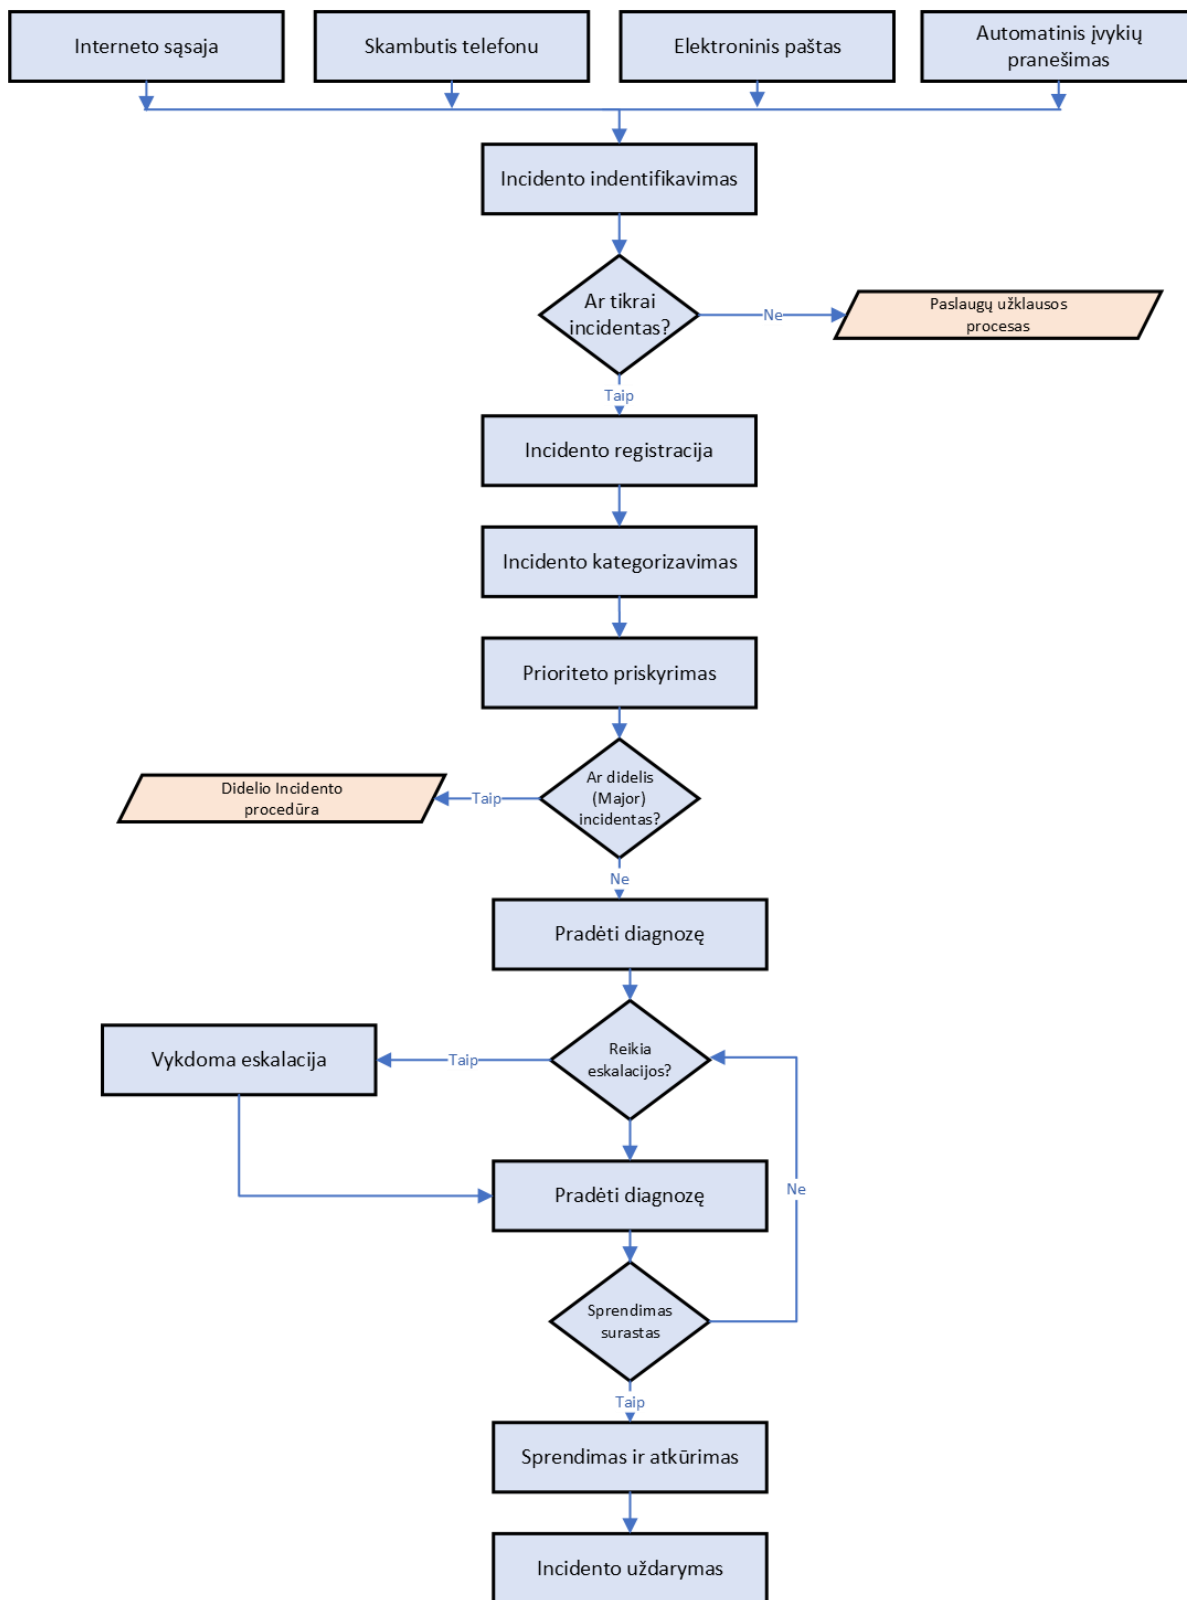 Interneto sąsaja
Skambutis telefonu
Elektroninis paštas
Automatinis įvykių
pranešimas
Incidento indentifikavimas
Ar tikrai
incidentas?
Ne
Paslaugų užklausos
procesas
Taip
Incidento registracija
Incidento kategorizavimas
Prioriteto priskyrimas
Ar didelis
(Major)
incidentas?
Taip
Didelio Incidento
procedūra
Ne
Pradėti diagnozę
Reikia
eskalacijos?
Taip
Vykdoma eskalacija
Pradėti diagnozę
Ne
Sprendimas
surastas
Taip
Sprendimas ir atkūrimas
Incidento uždarymas